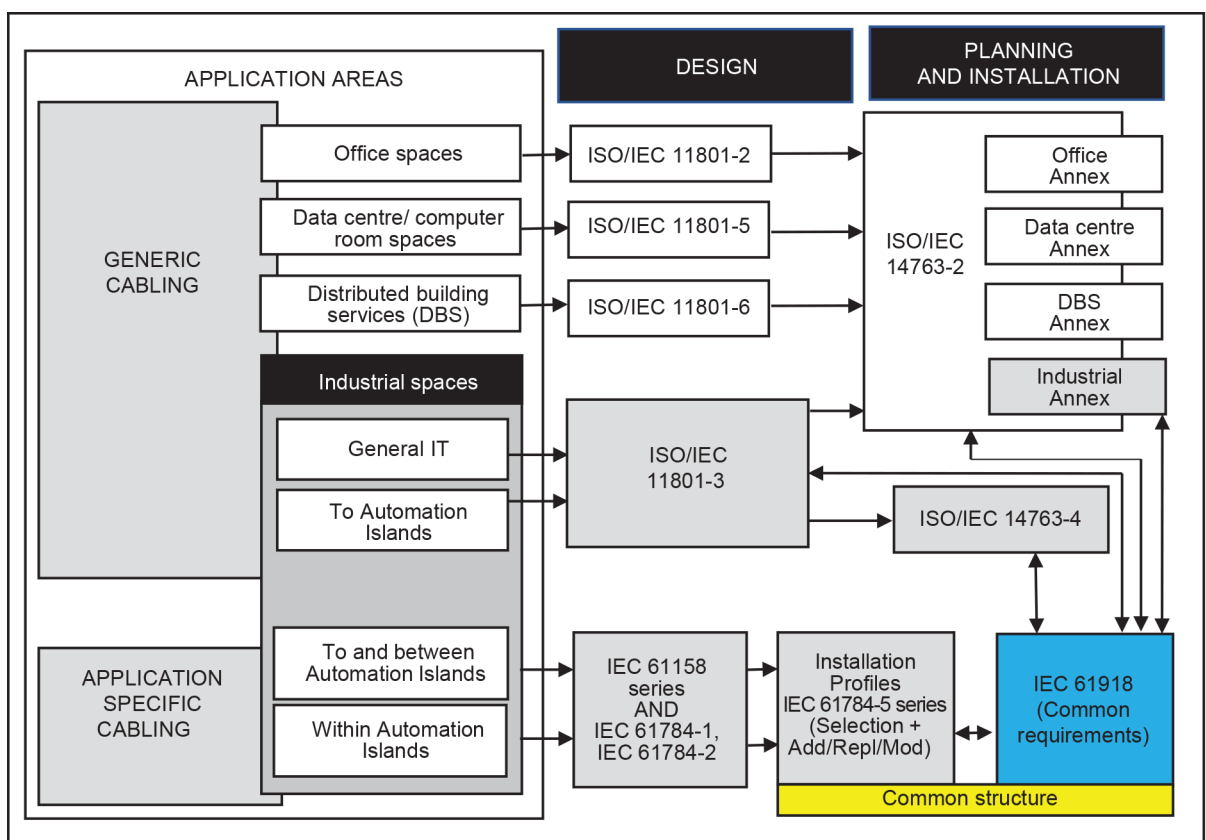 APPLICATION AREAS
DESIGN
PLANNING
AND INSTALLATION
GENERIC
CABLING
Office spaces
ISO/IEC 11801-2
Data centre/ computer
room spaces
ISO/IEC 11801-5
Distributed building
services (DBS)
ISO/IEC 11801-6
ISO/IEC
14763-2
Office
Annex
Data centre
Annex
DBS
Annex
Industrial
Annex
Industrial spaces
General IT
To Automation
Islands
ISO/IEC
11801-3
ISO/IEC 14763-4
APPLICATION
SPECIFIC
CABLING
To and between
Automation Islands
Within Automation
Islands
IEC 61158
series
AND
IEC 61784-1,
IEC 61784-2
Installation
Profiles
IEC 61784-5 series
(Selection +
Add/Repl/Mod)
IEC 61918
(Common
requirements)
Common structure